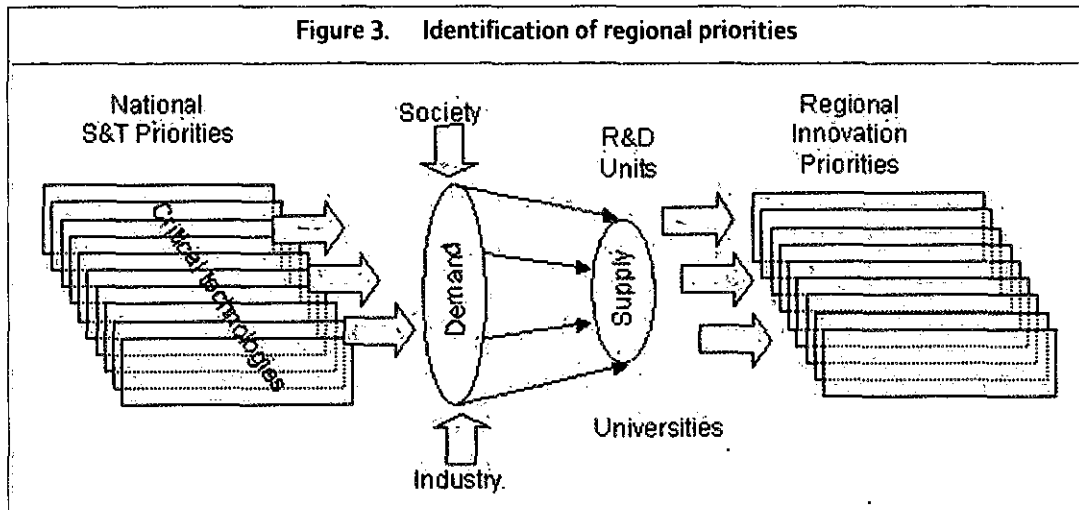 Figure 3. Identification of regional priorities
National
S&T Priorities
Society
R&D
Units
Regional
Innovation
Priorities
Critical technologies
Demand
Supply
Universities
Industry.